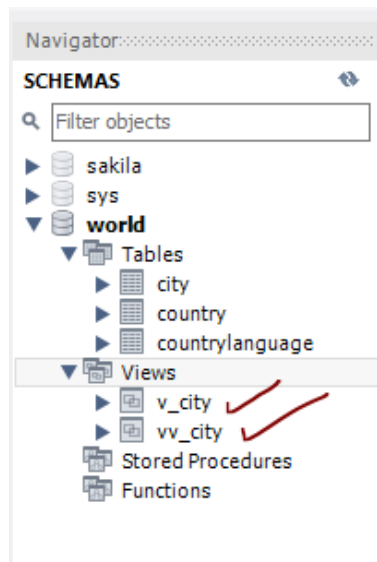 Navigator
SCHEMAS
Filter objects
sakila
sys
world
Tables
city
country
countrylanguage
Views
v_city
vv_city
Stored Procedures
Functions